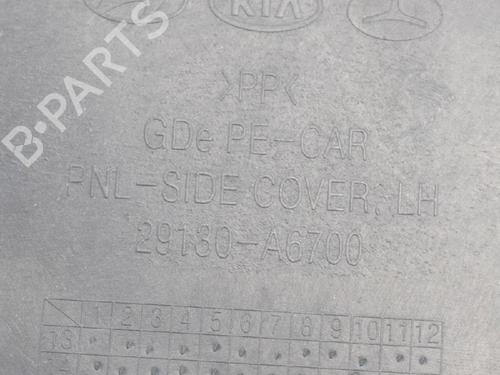 B-PARTS
KIA
>PP<
GDe PE-CAR
PNL-SIDE COVER, LH
29130-A6700
1 2 3 4 5 6 7 8 9 10 11 12
13